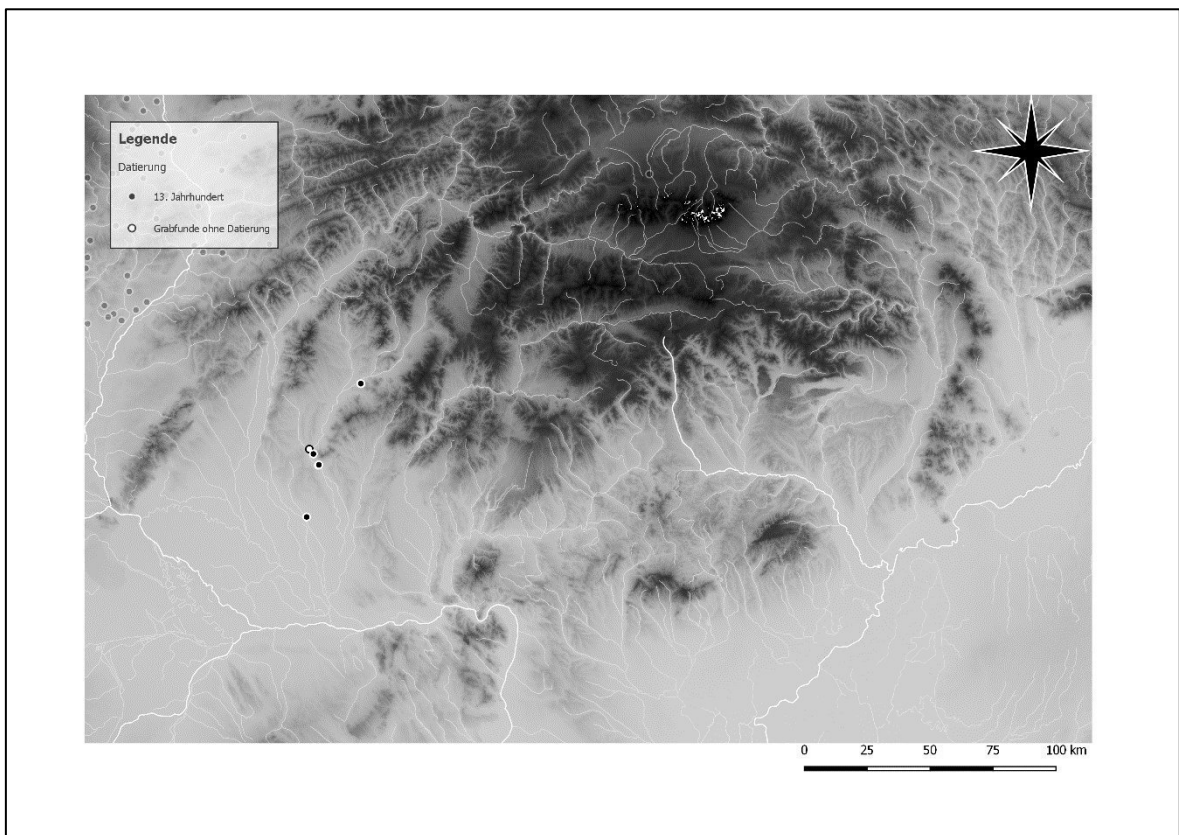 Legende
Datierung
13. Jahrhundert
Grabfunde ohne Datierung
0 25 50 75 100 km